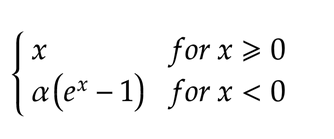 x for x ⩾ 0
α(eˣ − 1) for x < 0